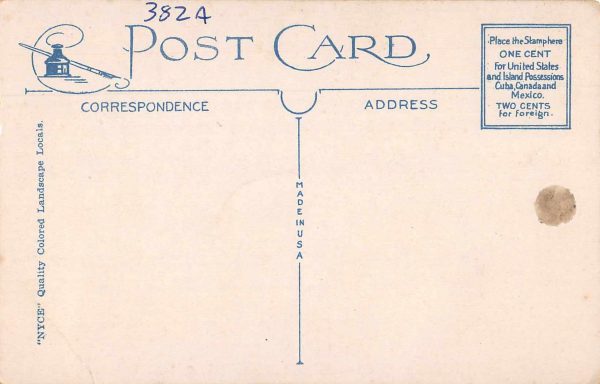 382A
POST CARD
Place the Stamp here
ONE CENT
for United States
and Island Possessions
Cuba, Canada and
Mexico.
TWO CENTS
for foreign.
CORRESPONDENCE
ADDRESS
"NYCE" Quality Colored Landscape Locals.
MADE IN USA